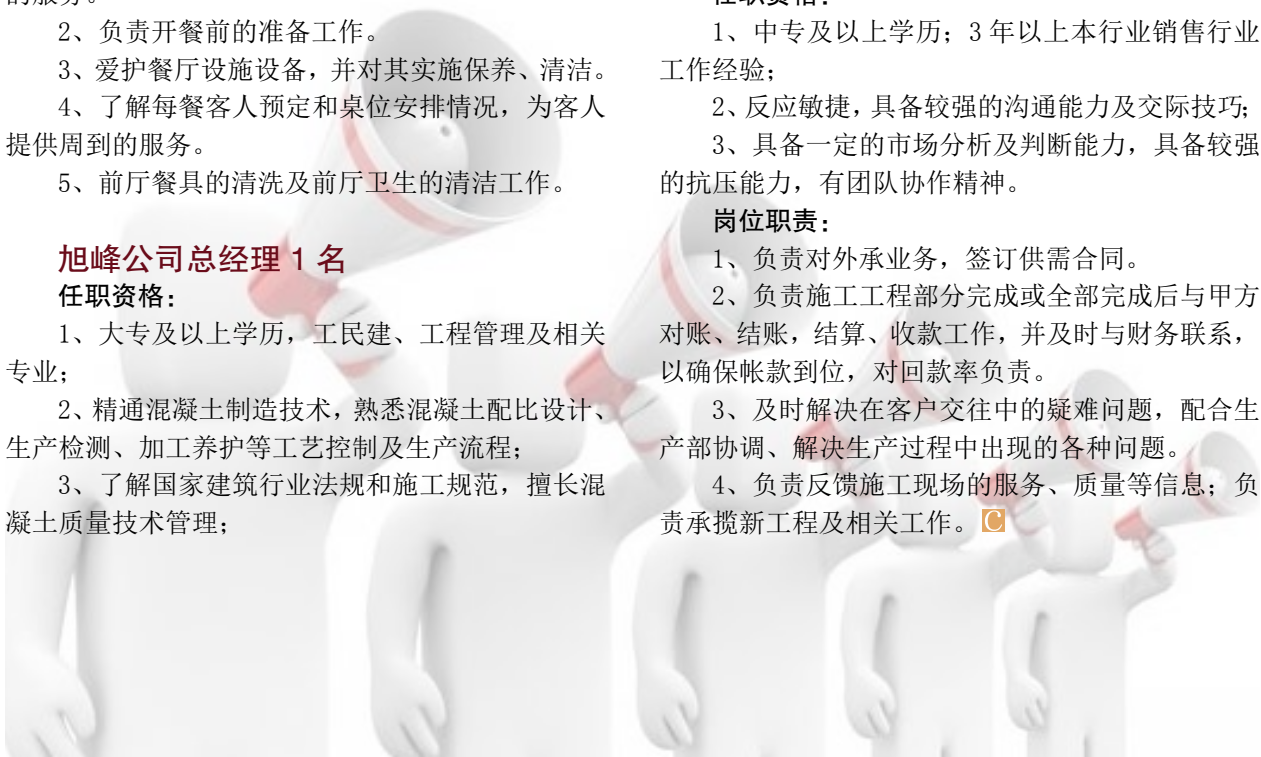 的服务。
2、负责开餐前的准备工作。
3、爱护餐厅设施设备，并对其实施保养、清洁。
4、了解每餐客人预定和桌位安排情况，为客人
提供周到的服务。
5、前厅餐具的清洗及前厅卫生的清洁工作。
旭峰公司总经理 1 名
任职资格：
1、大专及以上学历，工民建、工程管理及相关
专业；
2、精通混凝土制造技术，熟悉混凝土配比设计、
生产检测、加工养护等工艺控制及生产流程；
3、了解国家建筑行业法规和施工规范，擅长混
凝土质量技术管理；
任职资格：
1、中专及以上学历；3 年以上本行业销售行业
工作经验；
2、反应敏捷，具备较强的沟通能力及交际技巧；
3、具备一定的市场分析及判断能力，具备较强
的抗压能力，有团队协作精神。
岗位职责：
1、负责对外承业务，签订供需合同。
2、负责施工工程部分完成或全部完成后与甲方
对账、结账，结算、收款工作，并及时与财务联系，
以确保帐款到位，对回款率负责。
3、及时解决在客户交往中的疑难问题，配合生
产部协调、解决生产过程中出现的各种问题。
4、负责反馈施工现场的服务、质量等信息；负
责承揽新工程及相关工作。C